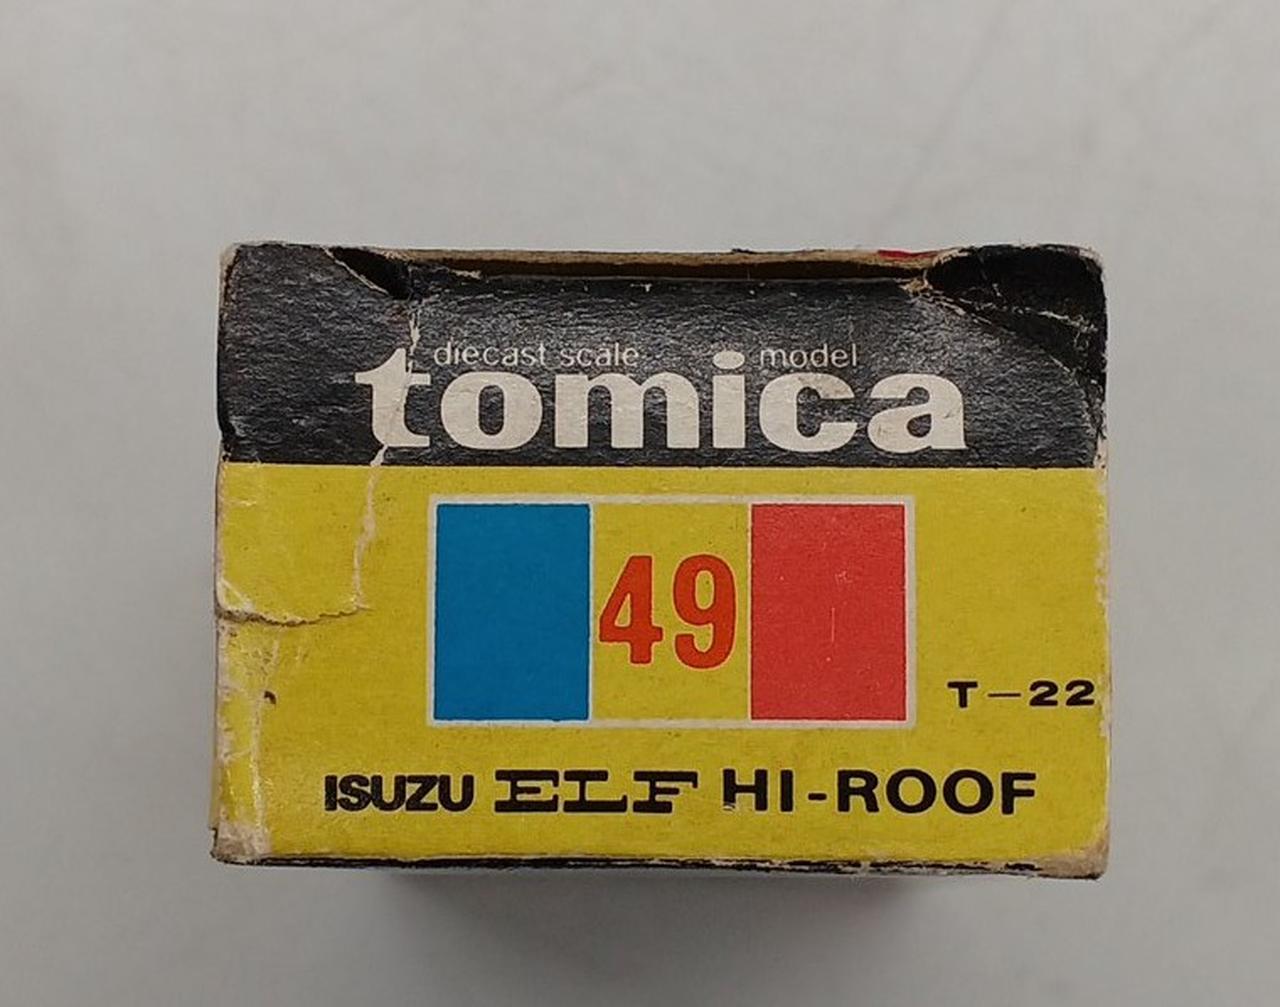 diecast scale model
tomica
49
T-22
ISUZU ELF HI-ROOF